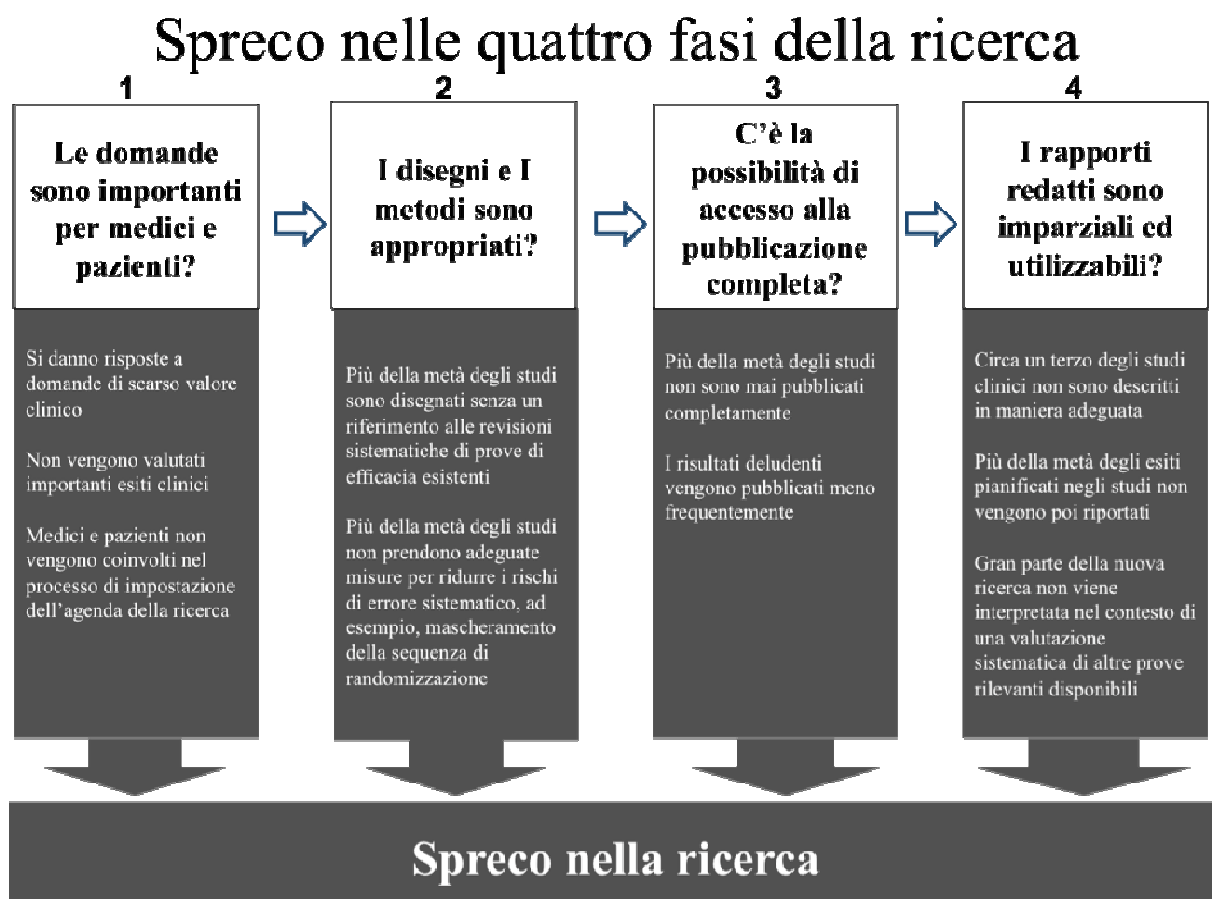 Spreco nelle quattro fasi della ricerca
1
Le domande
sono importanti
per medici e
pazienti?
Si danno risposte a
domande di scarso valore
clinico
Non vengono valutati
importanti esiti clinici
Medici e pazienti non
vengono coinvolti nel
processo di impostazione
dell'agenda della ricerca
2
I disegni e I
metodi sono
appropriati?
Più della metà degli studi
sono disegnati senza un
riferimento alle revisioni
sistematiche di prove di
efficacia esistenti
Più della metà degli studi
non prendono adeguate
misure per ridurre i rischi
di errore sistematico, ad
esempio, mascheramento
della sequenza di
randomizzazione
3
C'è la
possibilità di
accesso alla
pubblicazione
completa?
Più della metà degli studi
non sono mai pubblicati
completamente
I risultati deludenti
vengono pubblicati meno
frequentemente
4
I rapporti
redatti sono
imparziali ed
utilizzabili?
Circa un terzo degli studi
clinici non sono descritti
in maniera adeguata
Più della metà degli esiti
pianificati negli studi non
vengono poi riportati
Gran parte della nuova
ricerca non viene
interpretata nel contesto di
una valutazione
sistematica di altre prove
rilevanti disponibili
Spreco nella ricerca